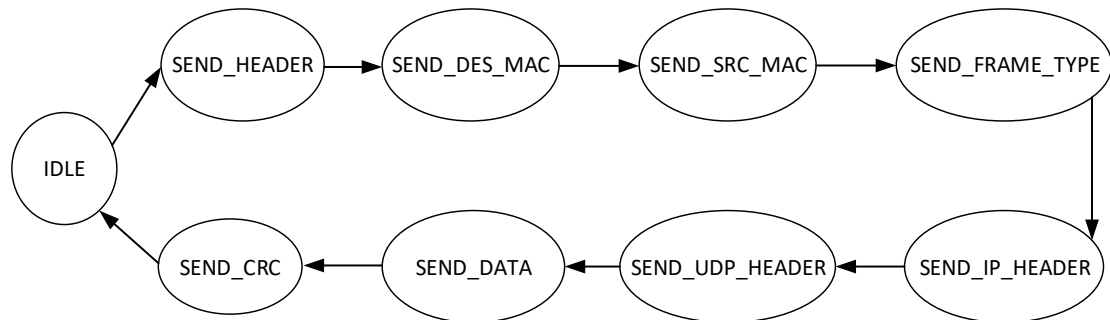 SEND_HEADER
SEND_DES_MAC
SEND_SRC_MAC
SEND_FRAME_TYPE
IDLE
SEND_CRC
SEND_DATA
SEND_UDP_HEADER
SEND_IP_HEADER